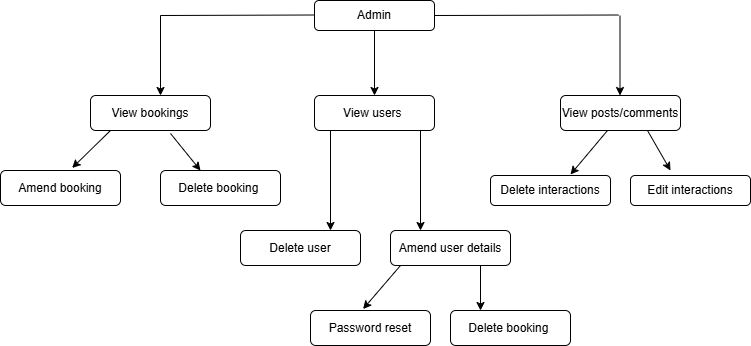 Admin
View bookings
View users
View posts/comments
Amend booking
Delete booking
Delete interactions
Edit interactions
Delete user
Amend user details
Password reset
Delete booking